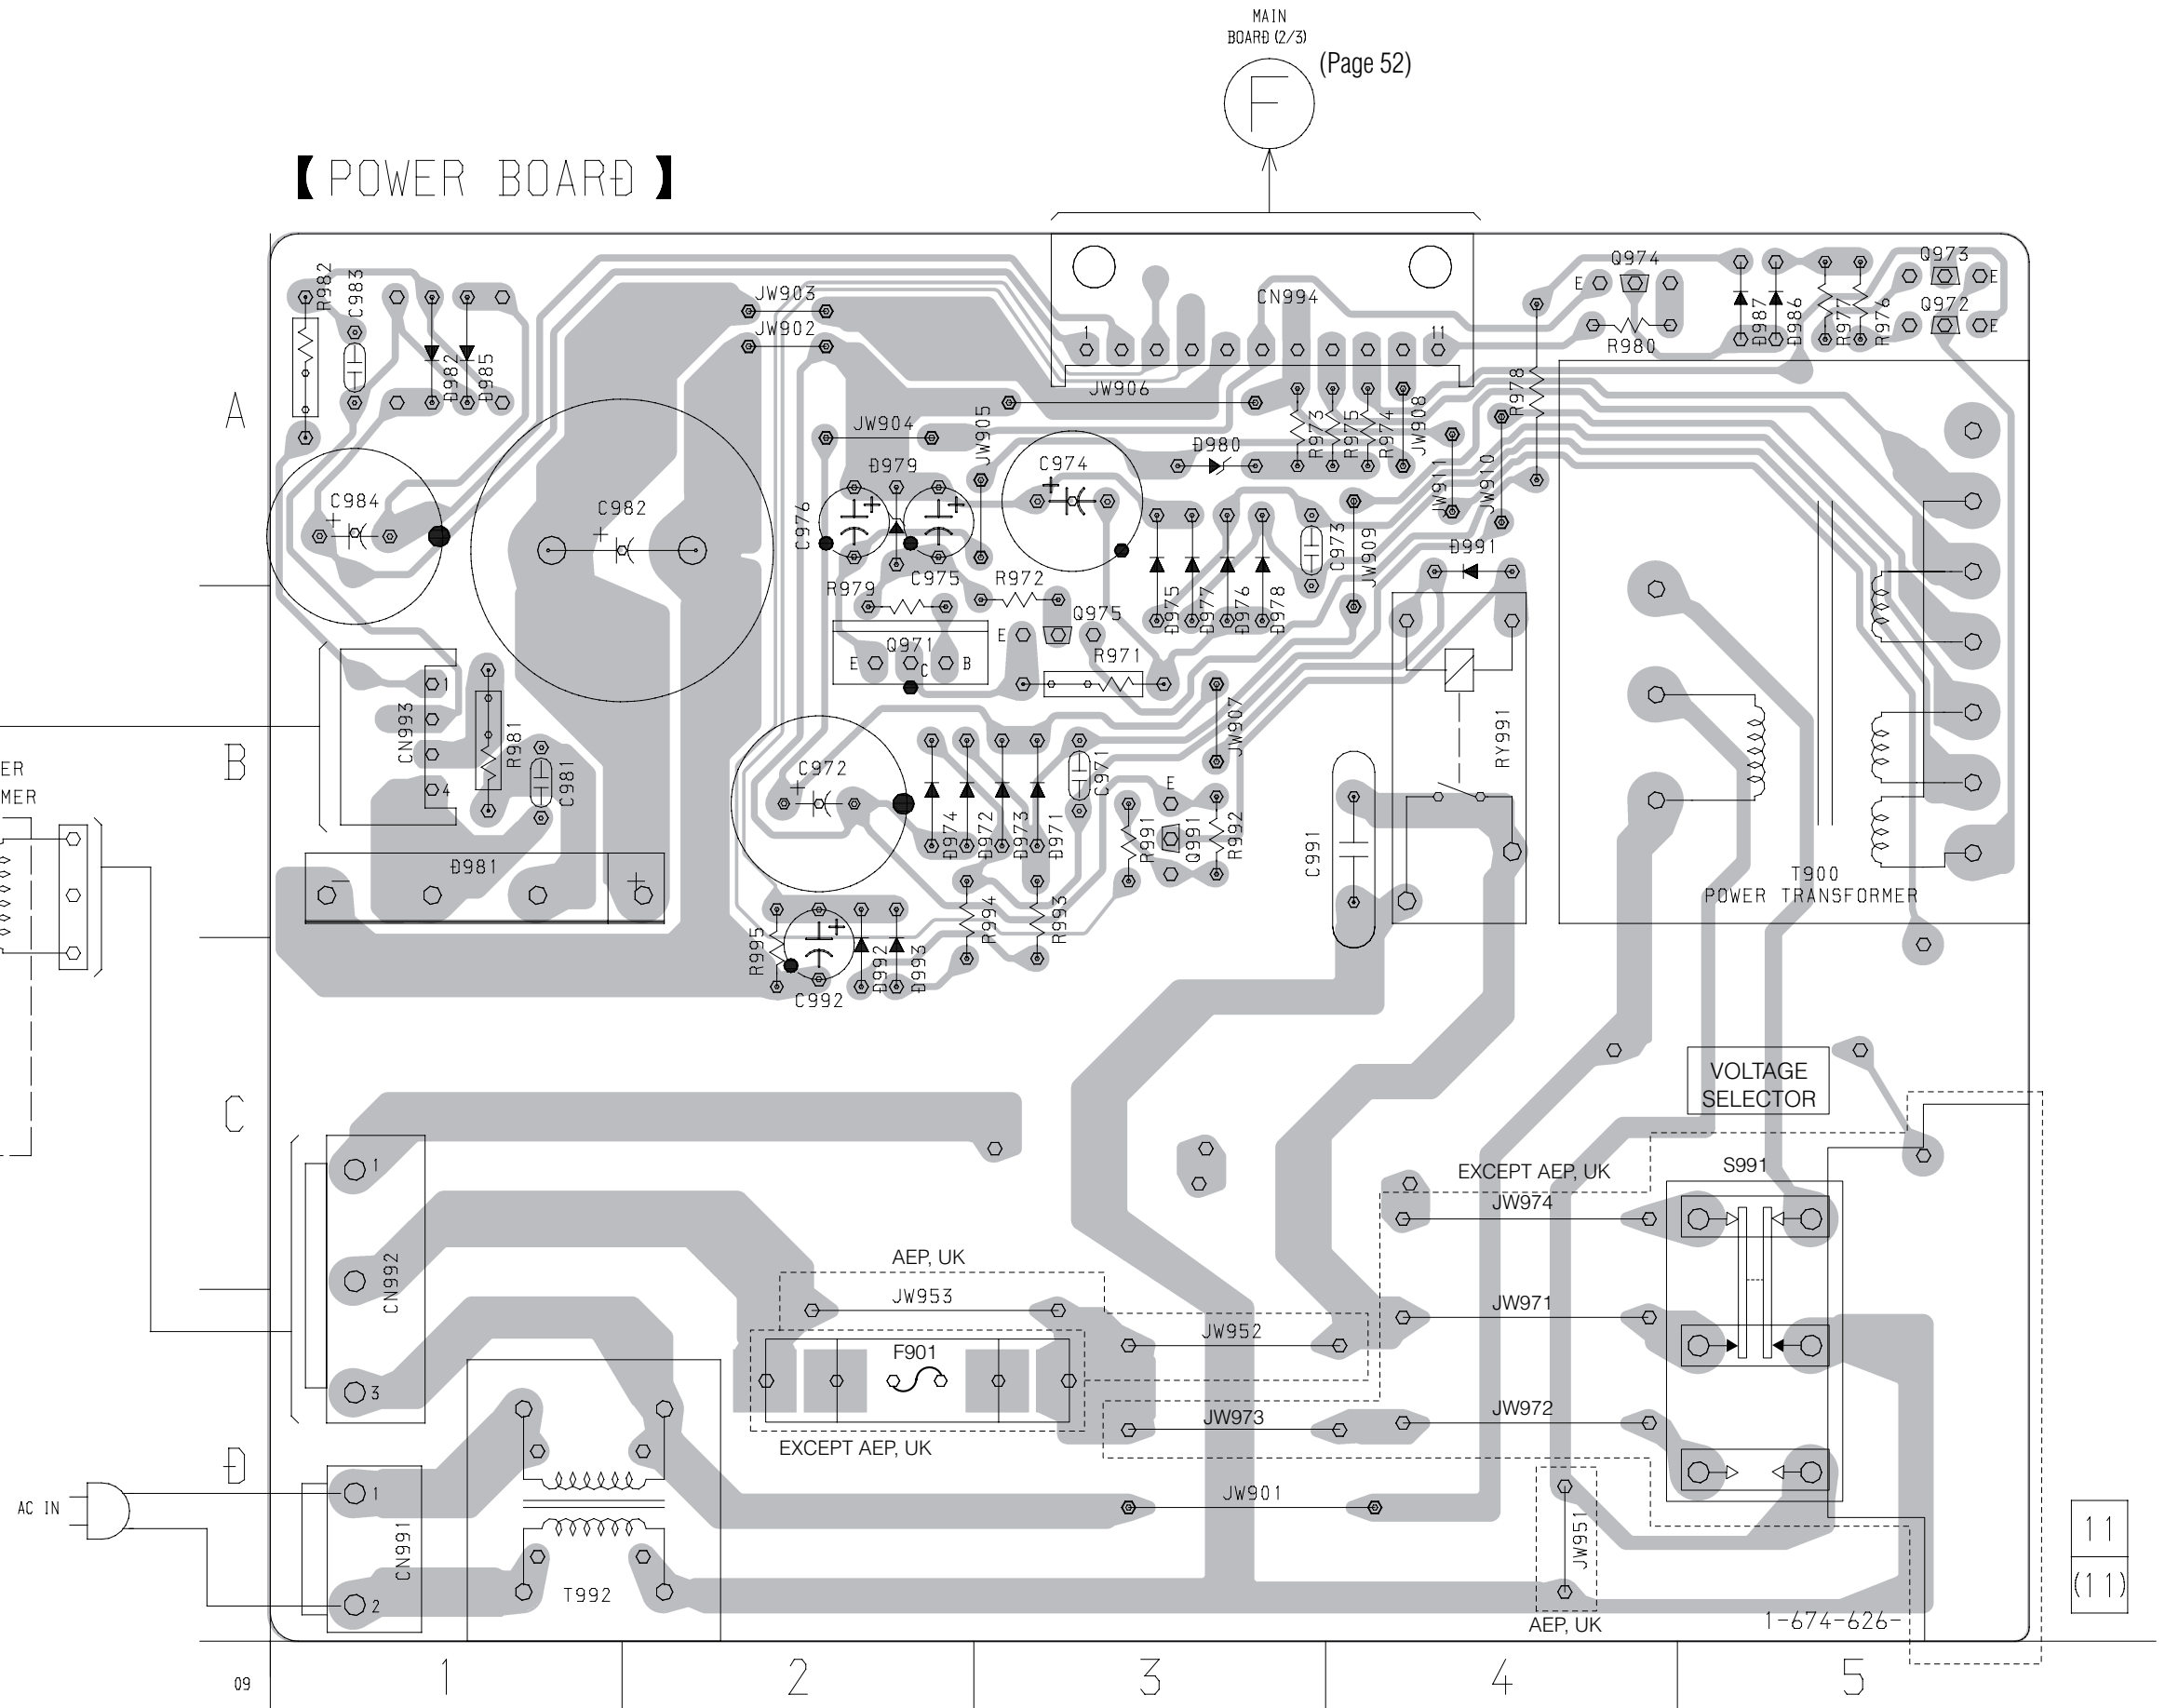 MAIN
BOARD (2/3)
(Page 52)
F
【 POWER BOARD 】
R982
C983
D982
D985
JW903
JW902
CN994
1
11
Q974
E
R980
D987
D986
R977
R976
Q973
E
Q972
E
A
JW906
JW904
JW905
R973
R975
R974
JW908
R978
D979
C974
+
D980
JW911
JW910
C984
+
C982
+
C976
+
+
C975
C973
JW909
D991
R979
R972
Q975
E
D975
D977
D976
D978
Q971
E
C
B
R971
CN993
1
4
R981
C981
B
C972
+
JW907
RY991
D974
D972
D973
D971
C971
E
R991
Q991
R992
C991
ER
MER
D981
−
+
T900
POWER TRANSFORMER
R995
+
C992
D992
D993
R994
R993
C
VOLTAGE
SELECTOR
CN992
1
3
EXCEPT AEP, UK
S991
JW974
AEP, UK
JW953
JW952
JW971
F901
EXCEPT AEP, UK
JW973
JW972
D
AC IN
CN991
1
2
T992
JW901
JW951
AEP, UK
1-674-626-
11
(11)
09
1
2
3
4
5